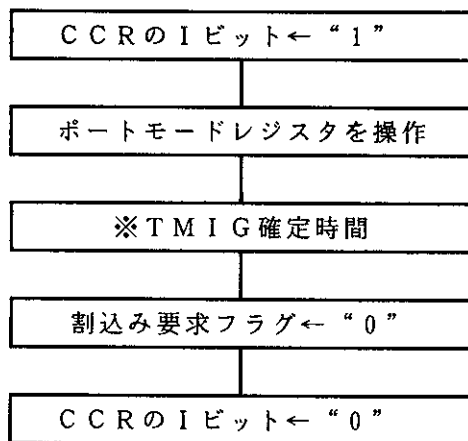 CCRのIビット←“1”
ポートモードレジスタを操作
※TMIG確定時間
割込み要求フラグ←“0”
CCRのIビット←“0”